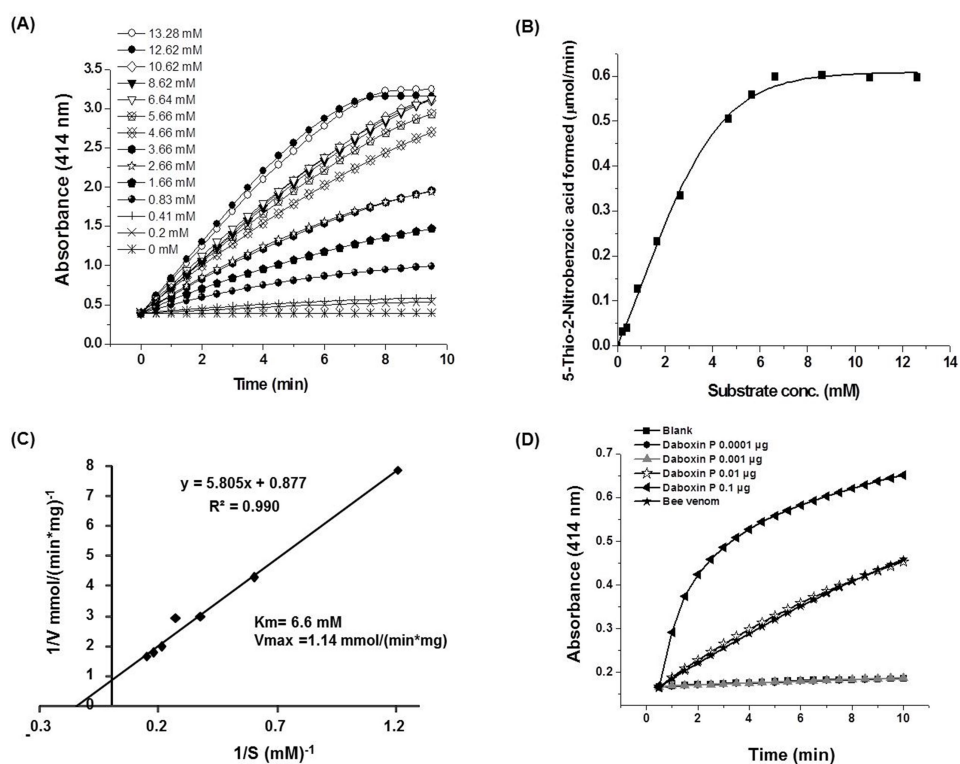 (A)
13.28 mM
12.62 mM
10.62 mM
8.62 mM
6.64 mM
5.66 mM
4.66 mM
3.66 mM
2.66 mM
1.66 mM
0.83 mM
0.41 mM
0.2 mM
0 mM
Absorbance (414 nm)
3.5
3.0
2.5
2.0
1.5
1.0
0.5
0.0
0 2 4 6 8 10
Time (min)
(B)
5-Thio-2-Nitrobenzoic acid formed (μmol/min)
0.6
0.5
0.3
0.2
0.0
0 2 4 6 8 10 12 14
Substrate conc. (mM)
(C)
1/V mmol/(min*mg)⁻¹
8
7
6
5
4
3
2
1
0
y = 5.805x + 0.877
R² = 0.990
Km= 6.6 mM
Vmax =1.14 mmol/(min*mg)
-
0.3 0.2 0.7 1.2
1/S (mM)⁻¹
(D)
Blank
Daboxin P 0.0001 μg
Daboxin P 0.001 μg
Daboxin P 0.01 μg
Daboxin P 0.1 μg
Bee venom
Absorbance (414 nm)
0.7
0.6
0.4
0.3
0.2
0 2 4 6 8 10
Time (min)